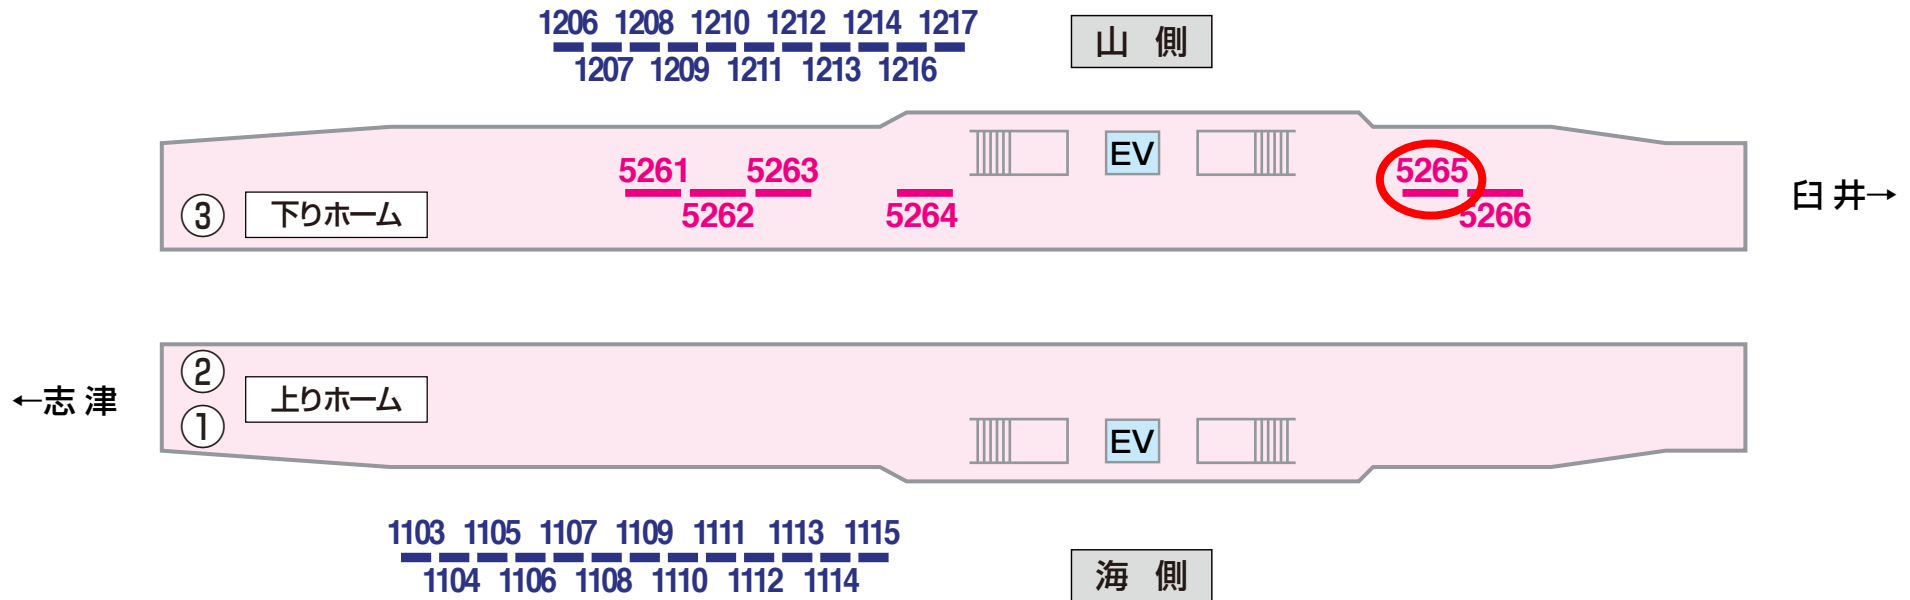 1206 1208 1210 1212 1214 1217
1207 1209 1211 1213 1216
山 側
EV
5261 5263 5265
5262 5264 5266
③ 下りホーム
臼 井→
② 
上りホーム
←志 津
①
EV
1103 1105 1107 1109 1111 1113 1115
1104 1106 1108 1110 1112 1114
海 側